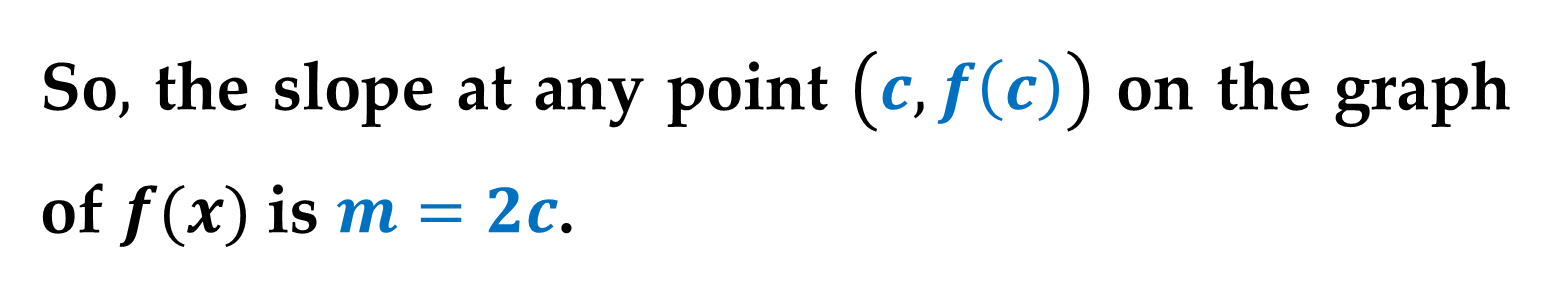 So, the slope at any point (c, f(c)) on the graph
of f(x) is m = 2c.